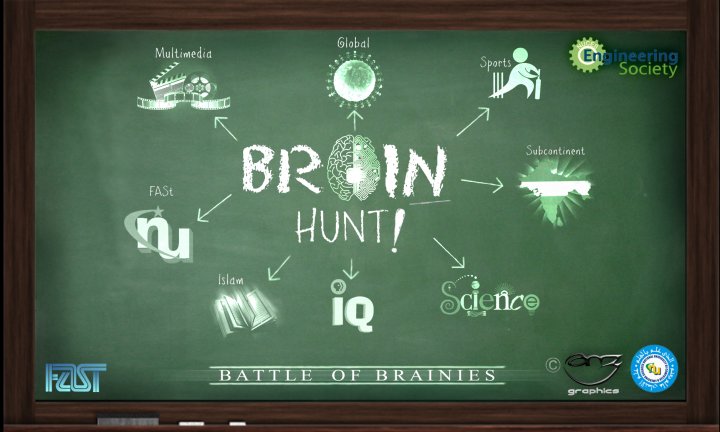 Multimedia
Global
Sports
Engineering
Society
BRAIN
HUNT!
Subcontinent
FASt
nu
Islam
IQ
Science
FAST
BATTLE OF BRAINIES
©
graphics